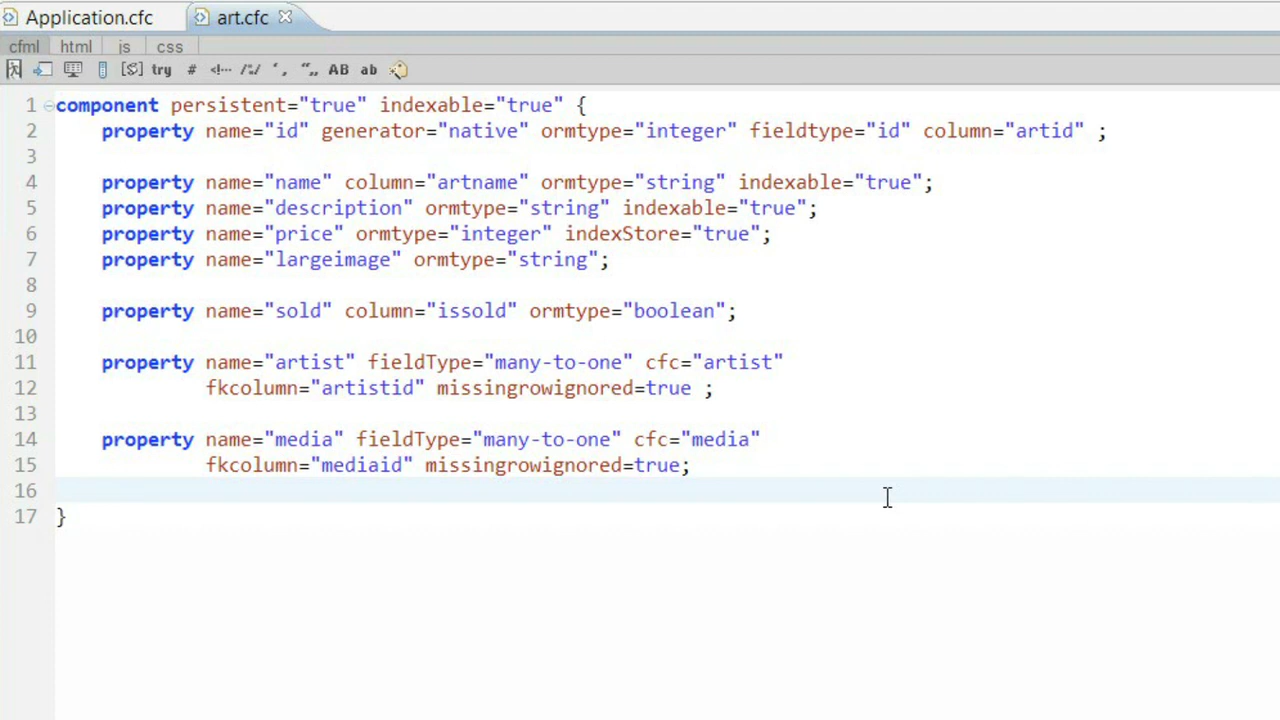 Application.cfc art.cfc
cfml html js css
try # AB ab
1 component persistent="true" indexable="true" {
2 property name="id" generator="native" ormtype="integer" fieldtype="id" column="artid" ;
3
4 property name="name" column="artname" ormtype="string" indexable="true";
5 property name="description" ormtype="string" indexable="true";
6 property name="price" ormtype="integer" indexStore="true";
7 property name="largeimage" ormtype="string";
8
9 property name="sold" column="issold" ormtype="boolean";
10
11 property name="artist" fieldType="many-to-one" cfc="artist"
12 fkcolumn="artistid" missingrowignored=true ;
13
14 property name="media" fieldType="many-to-one" cfc="media"
15 fkcolumn="mediaid" missingrowignored=true;
16
17 }